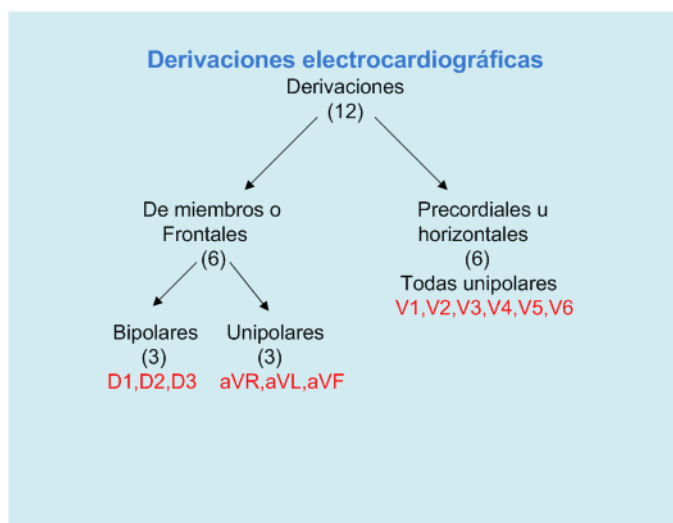 Derivaciones electrocardiográficas
Derivaciones
(12)
De miembros o
Frontales
(6)
Precordiales u
horizontales
(6)
Todas unipolares
V1,V2,V3,V4,V5,V6
Bipolares
(3)
D1,D2,D3
Unipolares
(3)
aVR,aVL,aVF